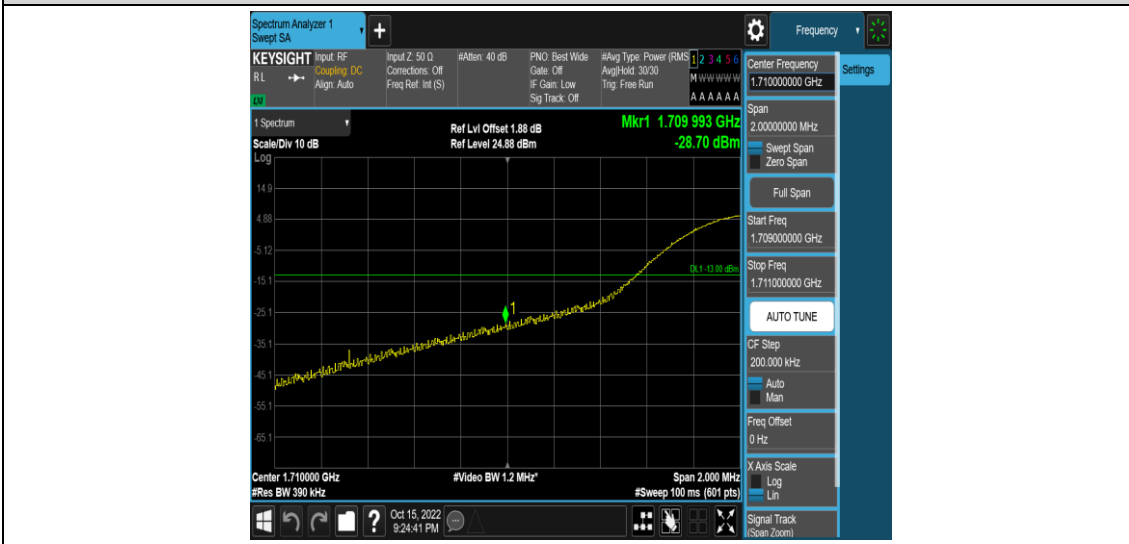 Spectrum Analyzer 1
Swept SA
+
Frequency
KEYSIGHT
RL
Input: RF
Coupling: DC
Align: Auto
Input Z: 50 Ω
Corrections: Off
Freq Ref: Int (S)
#Atten: 40 dB
PNO: Best Wide
Gate: Off
IF Gain: Low
Sig Track: Off
#Avg Type: Power (RMS
Avg|Hold: 30/30
Trig: Free Run
1 2 3 4 5 6
M W W W W W
A A A A A A
1 Spectrum
Scale/Div 10 dB
Log
Ref Lvl Offset 1.88 dB
Ref Level 24.88 dBm
Mkr1 1.709 993 GHz
-28.70 dBm
14.9
4.88
-5.12
-15.1
-25.1
-35.1
-45.1
-55.1
-65.1
DL1 -13.00 dBm
1
Center 1.710000 GHz
#Res BW 390 kHz
#Video BW 1.2 MHz*
Span 2.000 MHz
#Sweep 100 ms (601 pts)
Oct 15, 2022
9:24:41 PM
?
Center Frequency
1.710000000 GHz
Settings
Span
2.00000000 MHz
Swept Span
Zero Span
Full Span
Start Freq
1.709000000 GHz
Stop Freq
1.711000000 GHz
AUTO TUNE
CF Step
200.000 kHz
Auto
Man
Freq Offset
0 Hz
X Axis Scale
Log
Lin
Signal Track
(Span Zoom)